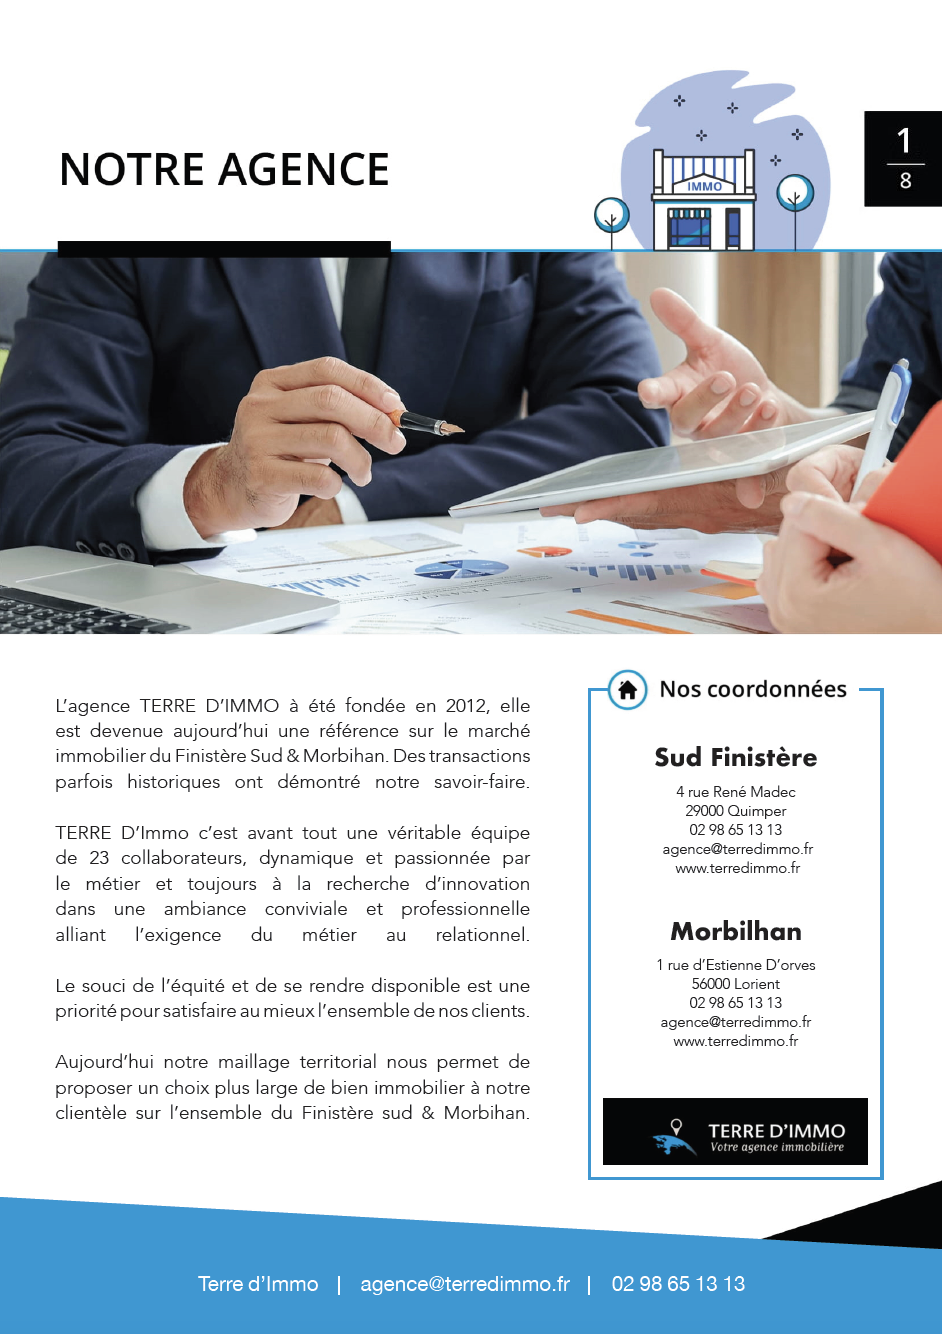 NOTRE AGENCE
IMMO
1
8
L’agence TERRE D’IMMO à été fondée en 2012, elle
est devenue aujourd’hui une référence sur le marché
immobilier du Finistère Sud & Morbihan. Des transactions
parfois historiques ont démontré notre savoir-faire.
TERRE D’Immo c’est avant tout une véritable équipe
de 23 collaborateurs, dynamique et passionnée par
le métier et toujours à la recherche d’innovation
dans une ambiance conviviale et professionnelle
alliant l’exigence du métier au relationnel.
Le souci de l’équité et de se rendre disponible est une
priorité pour satisfaire au mieux l’ensemble de nos clients.
Aujourd’hui notre maillage territorial nous permet de
proposer un choix plus large de bien immobilier à notre
clientèle sur l’ensemble du Finistère sud & Morbihan.
Nos coordonnées
Sud Finistère
4 rue René Madec
29000 Quimper
02 98 65 13 13
agence@terredimmo.fr
www.terredimmo.fr
Morbilhan
1 rue d’Estienne D’orves
56000 Lorient
02 98 65 13 13
agence@terredimmo.fr
www.terredimmo.fr
TERRE D’IMMO
Votre agence immobilière
Terre d’Immo | agence@terredimmo.fr | 02 98 65 13 13